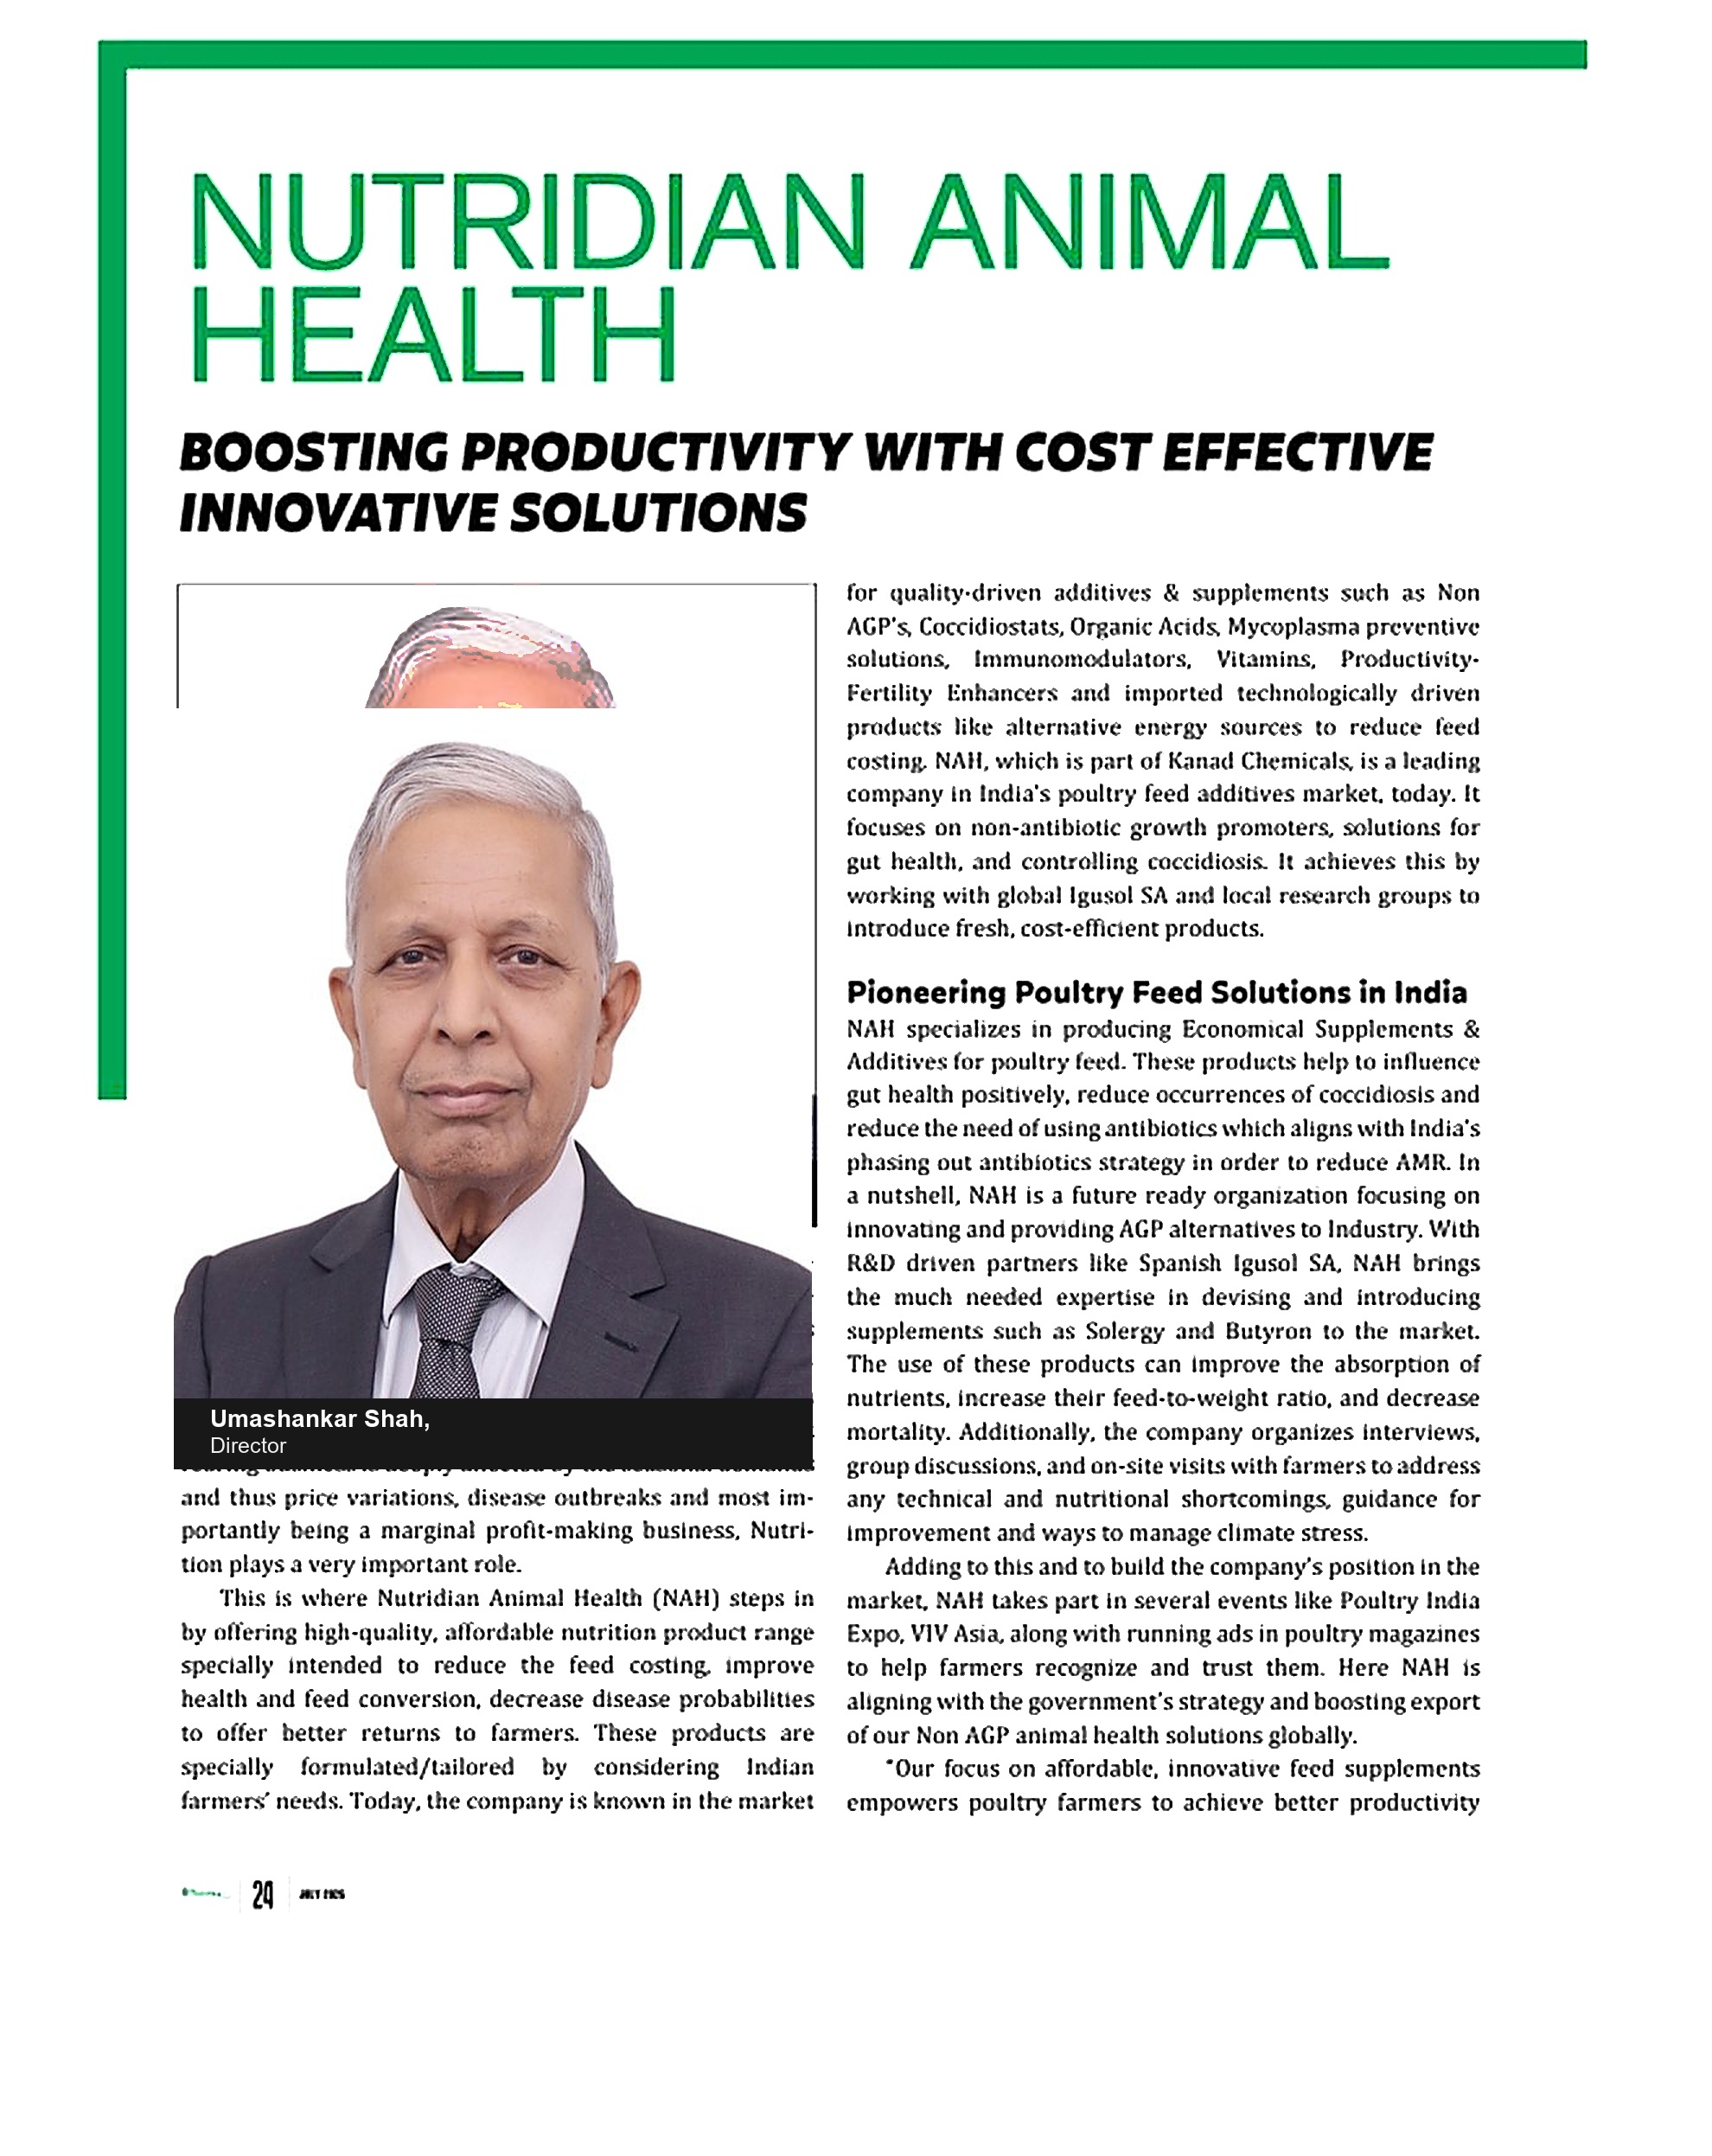 NUTRIDIAN ANIMAL
HEALTH
BOOSTING PRODUCTIVITY WITH COST EFFECTIVE
INNOVATIVE SOLUTIONS
Umashankar Shah,
Director
and thus price variations, disease outbreaks and most im-
portantly being a marginal profit-making business, Nutri-
tion plays a very important role.
This is where Nutridian Animal Health (NAH) steps in
by offering high-quality, affordable nutrition product range
specially intended to reduce the feed costing, improve
health and feed conversion, decrease disease probabilities
to offer better returns to farmers. These products are
specially formulated/tailored by considering Indian
farmers' needs. Today, the company is known in the market
for quality-driven additives & supplements such as Non
AGP's, Coccidiostats, Organic Acids, Mycoplasma preventive
solutions, Immunomodulators, Vitamins, Productivity-
Fertility Enhancers and imported technologically driven
products like alternative energy sources to reduce feed
costing. NAH, which is part of Kanad Chemicals, is a leading
company in India's poultry feed additives market, today. It
focuses on non-antibiotic growth promoters, solutions for
gut health, and controlling coccidiosis. It achieves this by
working with global Igusol SA and local research groups to
introduce fresh, cost-efficient products.
Pioneering Poultry Feed Solutions in India
NAH specializes in producing Economical Supplements &
Additives for poultry feed. These products help to influence
gut health positively, reduce occurrences of coccidiosis and
reduce the need of using antibiotics which aligns with India's
phasing out antibiotics strategy in order to reduce AMR. In
a nutshell, NAH is a future ready organization focusing on
innovating and providing AGP alternatives to Industry. With
R&D driven partners like Spanish Igusol SA, NAH brings
the much needed expertise in devising and introducing
supplements such as Solergy and Butyron to the market.
The use of these products can improve the absorption of
nutrients, increase their feed-to-weight ratio, and decrease
mortality. Additionally, the company organizes interviews,
group discussions, and on-site visits with farmers to address
any technical and nutritional shortcomings, guidance for
improvement and ways to manage climate stress.
Adding to this and to build the company's position in the
market, NAH takes part in several events like Poultry India
Expo, VIV Asia, along with running ads in poultry magazines
to help farmers recognize and trust them. Here NAH is
aligning with the government's strategy and boosting export
of our Non AGP animal health solutions globally.
"Our focus on affordable, innovative feed supplements
empowers poultry farmers to achieve better productivity
24
JULY